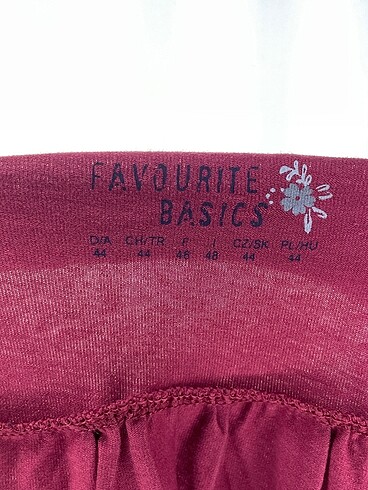 FAVOURITE
BASICS
D/A CH/TR F I CZ/SK PL/HU
44 44 46 48 44 44